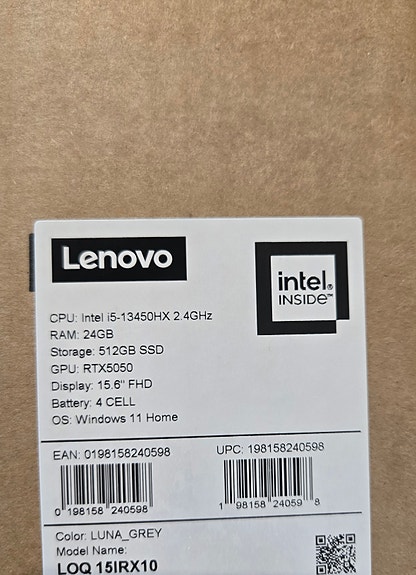 Lenovo
intel.
INSIDE™
CPU: Intel i5-13450HX 2.4GHz
RAM: 24GB
Storage: 512GB SSD
GPU: RTX5050
Display: 15.6" FHD
Battery: 4 CELL
OS: Windows 11 Home
EAN: 0198158240598
UPC: 198158240598
0 198158 240598
1 98158 24059 8
Color: LUNA_GREY
Model Name:
LOQ 15IRX10